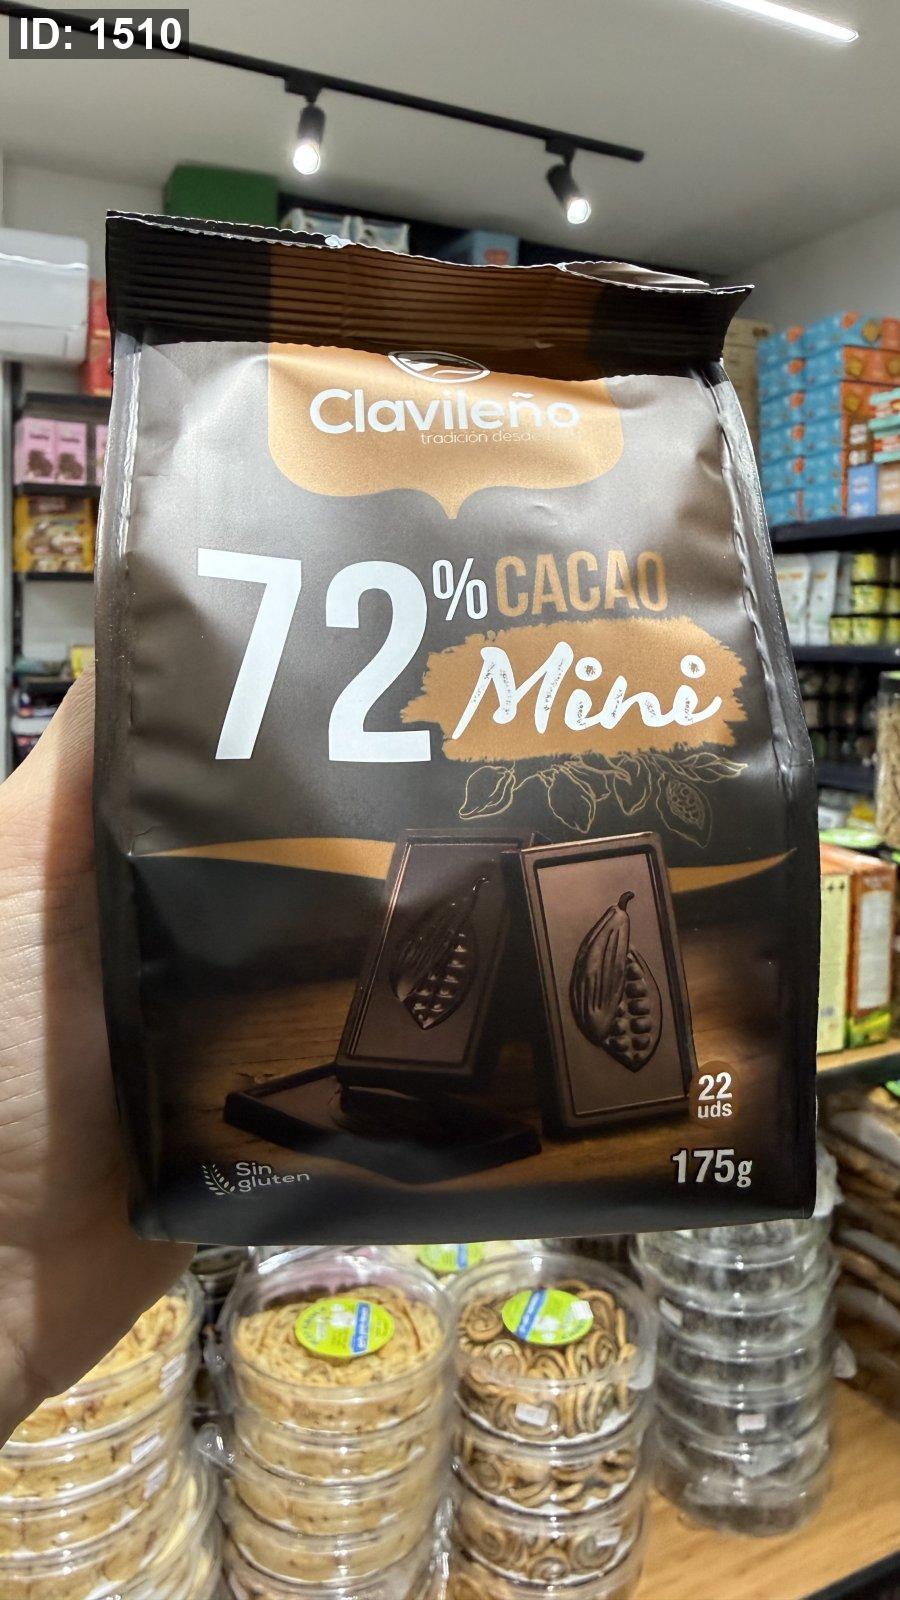 ID: 1510
Clavileño
tradición desde
72% CACAO
Mini
22
uds
175g
Sin
gluten